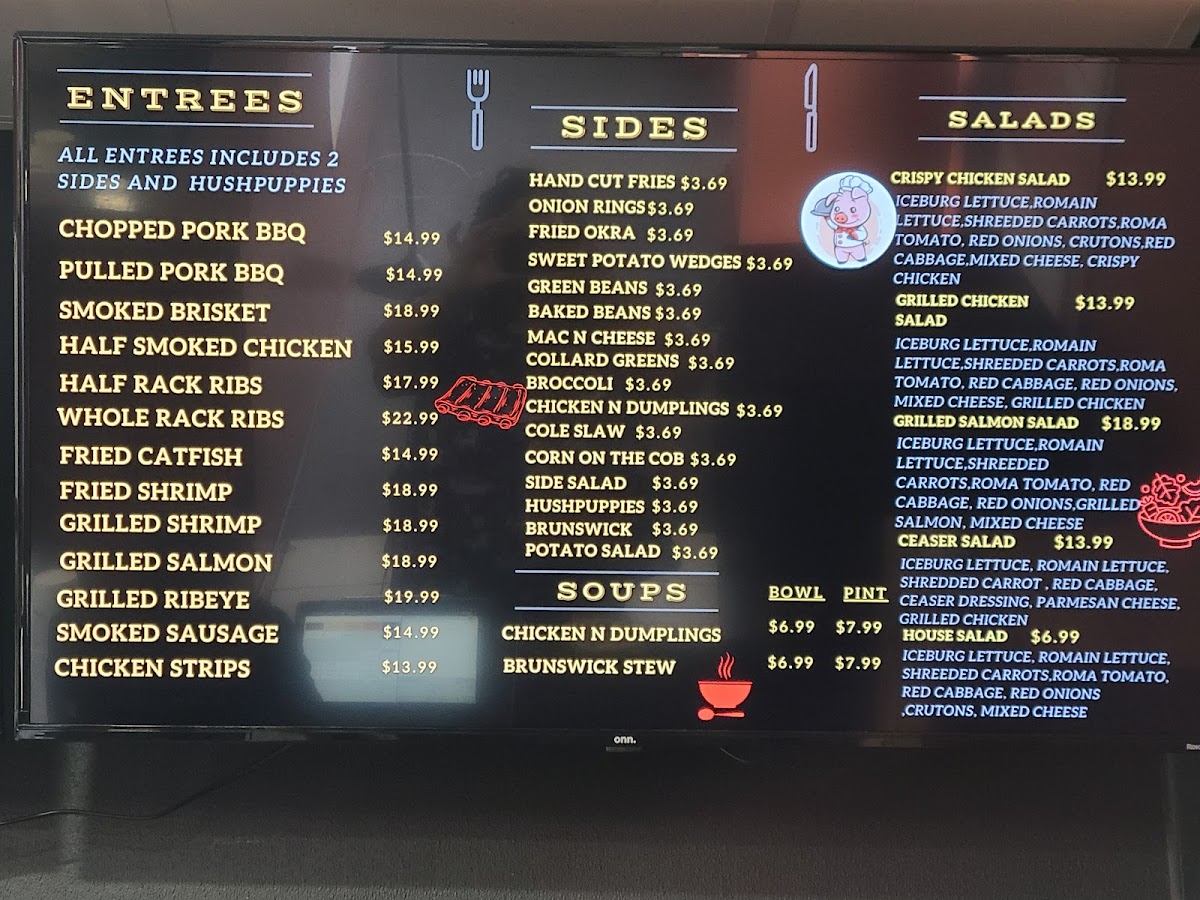 ENTREES
ALL ENTREES INCLUDES 2
SIDES AND HUSHPUPPIES
CHOPPED PORK BBQ $14.99
PULLED PORK BBQ $14.99
SMOKED BRISKET $18.99
HALF SMOKED CHICKEN $15.99
HALF RACK RIBS $17.99
WHOLE RACK RIBS $22.99
FRIED CATFISH $14.99
FRIED SHRIMP $18.99
GRILLED SHRIMP $18.99
GRILLED SALMON $18.99
GRILLED RIBEYE $19.99
SMOKED SAUSAGE $14.99
CHICKEN STRIPS $13.99
SIDES
HAND CUT FRIES $3.69
ONION RINGS $3.69
FRIED OKRA $3.69
SWEET POTATO WEDGES $3.69
GREEN BEANS $3.69
BAKED BEANS $3.69
MAC N CHEESE $3.69
COLLARD GREENS $3.69
BROCCOLI $3.69
CHICKEN N DUMPLINGS $3.69
COLE SLAW $3.69
CORN ON THE COB $3.69
SIDE SALAD $3.69
HUSHPUPPIES $3.69
BRUNSWICK $3.69
POTATO SALAD $3.69
SOUPS BOWL PINT
CHICKEN N DUMPLINGS $6.99 $7.99
BRUNSWICK STEW $6.99 $7.99
SALADS
CRISPY CHICKEN SALAD $13.99
ICEBURG LETTUCE,ROMAIN
LETTUCE,SHREEDED CARROTS,ROMA
TOMATO, RED ONIONS, CRUTONS,RED
CABBAGE,MIXED CHEESE, CRISPY
CHICKEN
GRILLED CHICKEN $13.99
SALAD
ICEBURG LETTUCE,ROMAIN
LETTUCE,SHREEDED CARROTS,ROMA
TOMATO, RED CABBAGE, RED ONIONS,
MIXED CHEESE, GRILLED CHICKEN
GRILLED SALMON SALAD $18.99
ICEBURG LETTUCE,ROMAIN
LETTUCE,SHREEDED
CARROTS,ROMA TOMATO, RED
CABBAGE, RED ONIONS,GRILLED
SALMON, MIXED CHEESE
CEASER SALAD $13.99
ICEBURG LETTUCE, ROMAIN LETTUCE,
SHREDDED CARROT , RED CABBAGE,
CEASER DRESSING, PARMESAN CHEESE,
GRILLED CHICKEN
HOUSE SALAD $6.99
ICEBURG LETTUCE, ROMAIN LETTUCE,
SHREEDED CARROTS,ROMA TOMATO,
RED CABBAGE, RED ONIONS
,CRUTONS, MIXED CHEESE
onn.